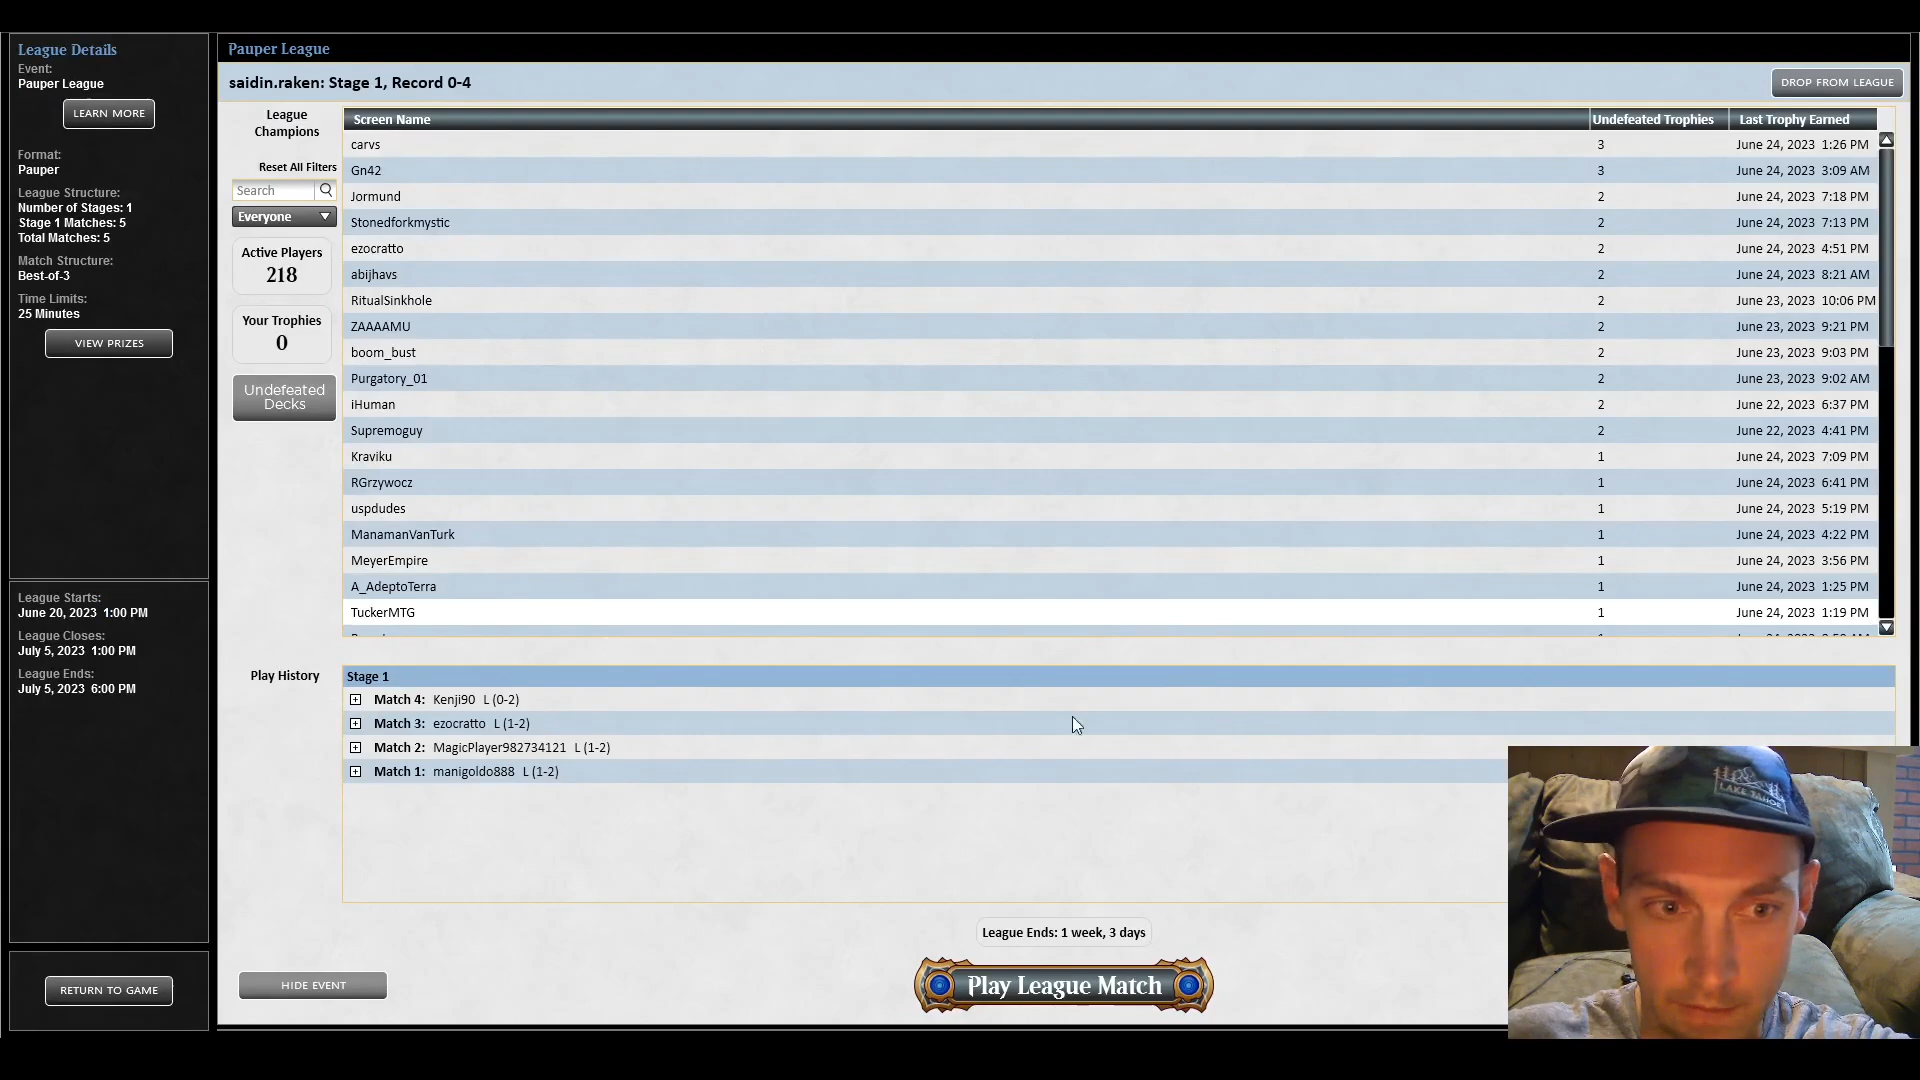 League Details
Event:
Pauper League
LEARN MORE
Format:
Pauper
League Structure:
Number of Stages: 1
Stage 1 Matches: 5
Total Matches: 5
Match Structure:
Best-of-3
Time Limits:
25 Minutes
VIEW PRIZES
League Starts:
June 20, 2023 1:00 PM
League Closes:
July 5, 2023 1:00 PM
League Ends:
July 5, 2023 6:00 PM
RETURN TO GAME
Pauper League
saidin.raken: Stage 1, Record 0-4
DROP FROM LEAGUE
League
Champions
Reset All Filters
Search
Everyone
Active Players
218
Your Trophies
0
Undefeated
Decks
Screen Name Undefeated Trophies Last Trophy Earned
carvs 3 June 24, 2023 1:26 PM
Gn42 3 June 24, 2023 3:09 AM
Jormund 2 June 24, 2023 7:18 PM
Stonedforkmystic 2 June 24, 2023 7:13 PM
ezocratto 2 June 24, 2023 4:51 PM
abijhavs 2 June 24, 2023 8:21 AM
RitualSinkhole 2 June 23, 2023 10:06 PM
ZAAAAMU 2 June 23, 2023 9:21 PM
boom_bust 2 June 23, 2023 9:03 PM
Purgatory_01 2 June 23, 2023 9:02 AM
iHuman 2 June 22, 2023 6:37 PM
Supremoguy 2 June 22, 2023 4:41 PM
Kraviku 1 June 24, 2023 7:09 PM
RGrzywocz 1 June 24, 2023 6:41 PM
uspdudes 1 June 24, 2023 5:19 PM
ManamanVanTurk 1 June 24, 2023 4:22 PM
MeyerEmpire 1 June 24, 2023 3:56 PM
A_AdeptoTerra 1 June 24, 2023 1:25 PM
TuckerMTG 1 June 24, 2023 1:19 PM
Play History
Stage 1
Match 4: Kenji90 L (0-2)
Match 3: ezocratto L (1-2)
Match 2: MagicPlayer982734121 L (1-2)
Match 1: manigoldo888 L (1-2)
League Ends: 1 week, 3 days
HIDE EVENT
Play League Match
LAKE TAHOE